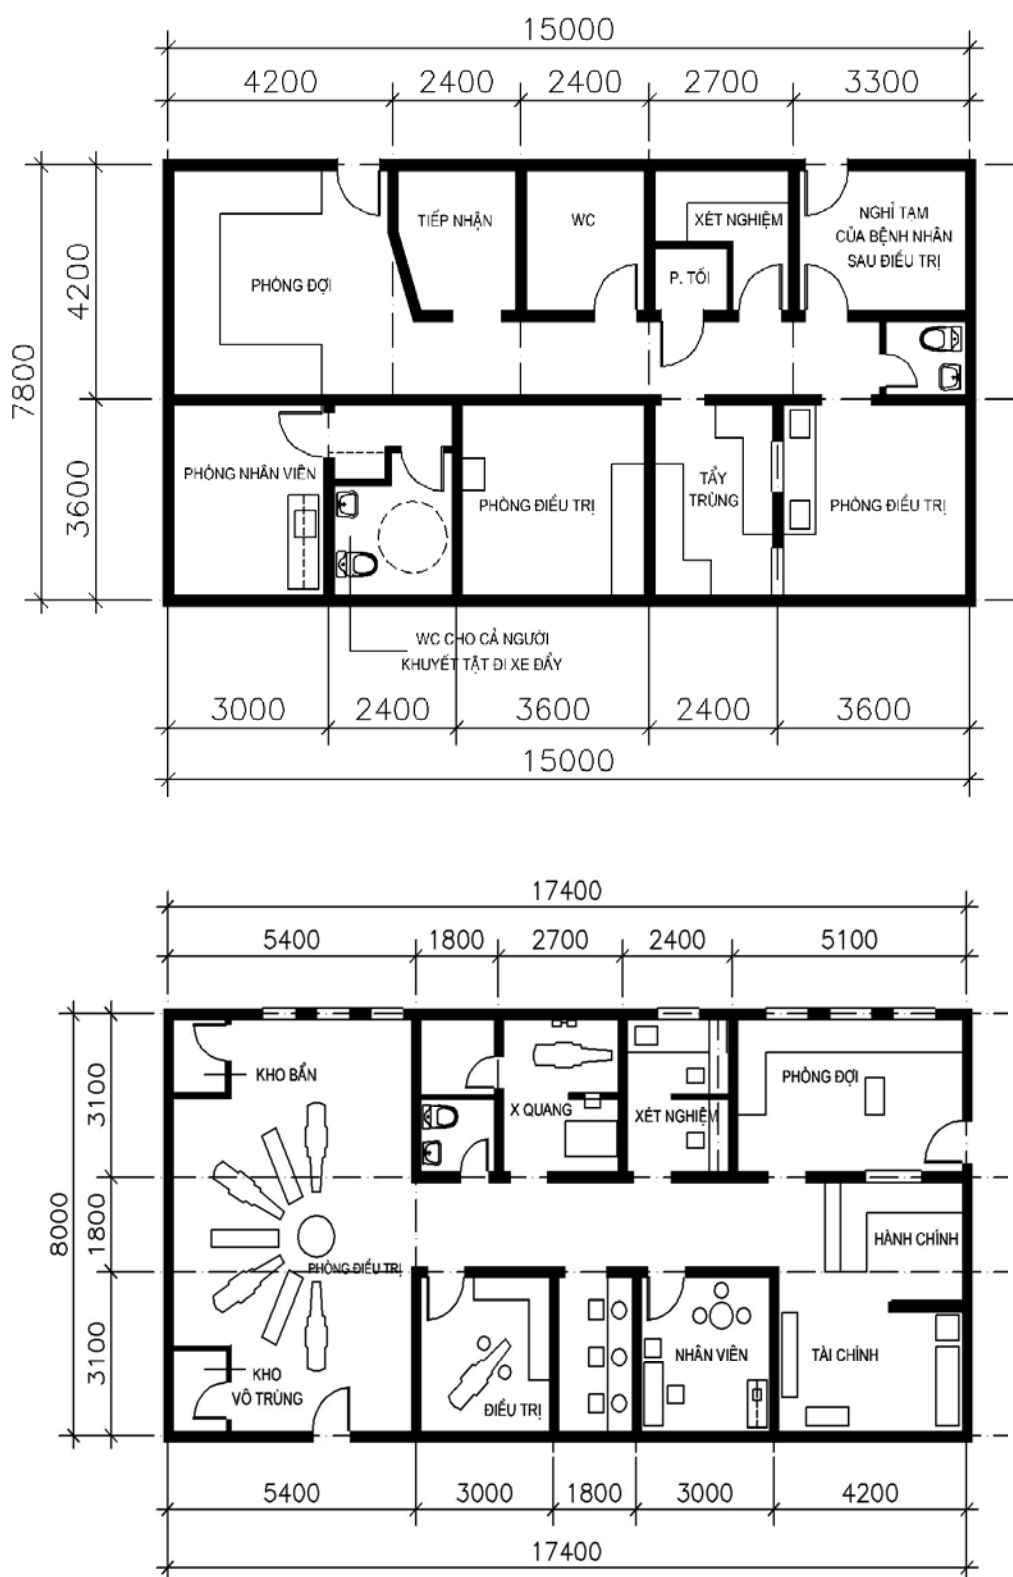 15000
4200 2400 2400 2700 3300
7800
4200
3600
PHÒNG ĐỢI
TIẾP NHẬN
WC
XÉT NGHIỆM
P. TỐI
NGHỈ TẠM
CỦA BỆNH NHÂN
SAU ĐIỀU TRỊ
PHÒNG NHÂN VIÊN
PHÒNG ĐIỀU TRỊ
TẨY
TRÙNG
PHÒNG ĐIỀU TRỊ
WC CHO CẢ NGƯỜI
KHUYẾT TẬT ĐI XE ĐẨY
3000 2400 3600 2400 3600
15000
17400
5400 1800 2700 2400 5100
8000
3100
1800
3100
KHO BẨN
X QUANG
XÉT NGHIỆM
PHÒNG ĐỢI
HÀNH CHÍNH
PHÒNG ĐIỀU TRỊ
KHO
VÔ TRÙNG
ĐIỀU TRỊ
NHÂN VIÊN
TÀI CHÍNH
5400 3000 1800 3000 4200
17400